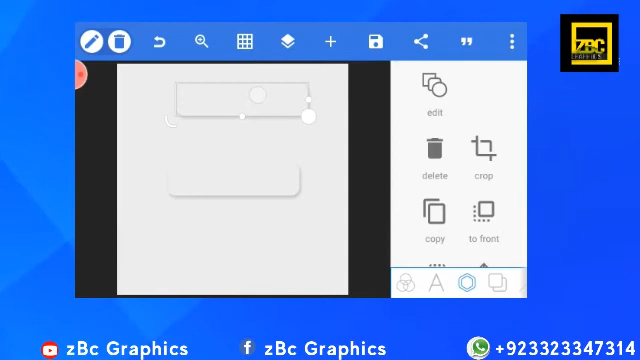 zBC
GRAPHICS
edit
delete
crop
copy
to front
zBc Graphics
zBc Graphics
+923323347314